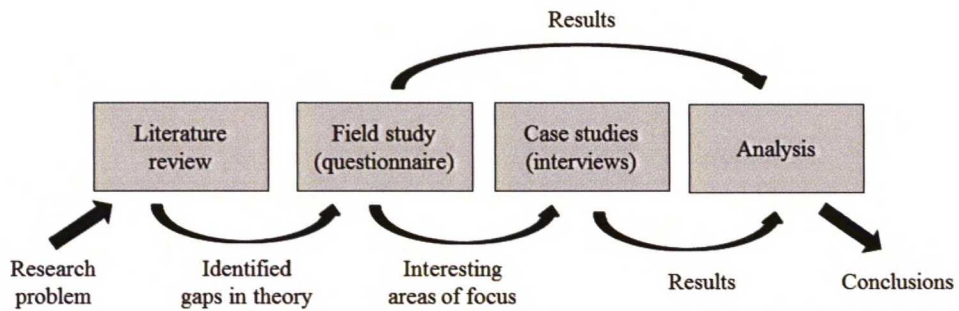 Results
Literature
review
Field study
(questionnaire)
Case studies
(interviews)
Analysis
Research
problem
Identified
gaps in theory
Interesting
areas of focus
Results
Conclusions